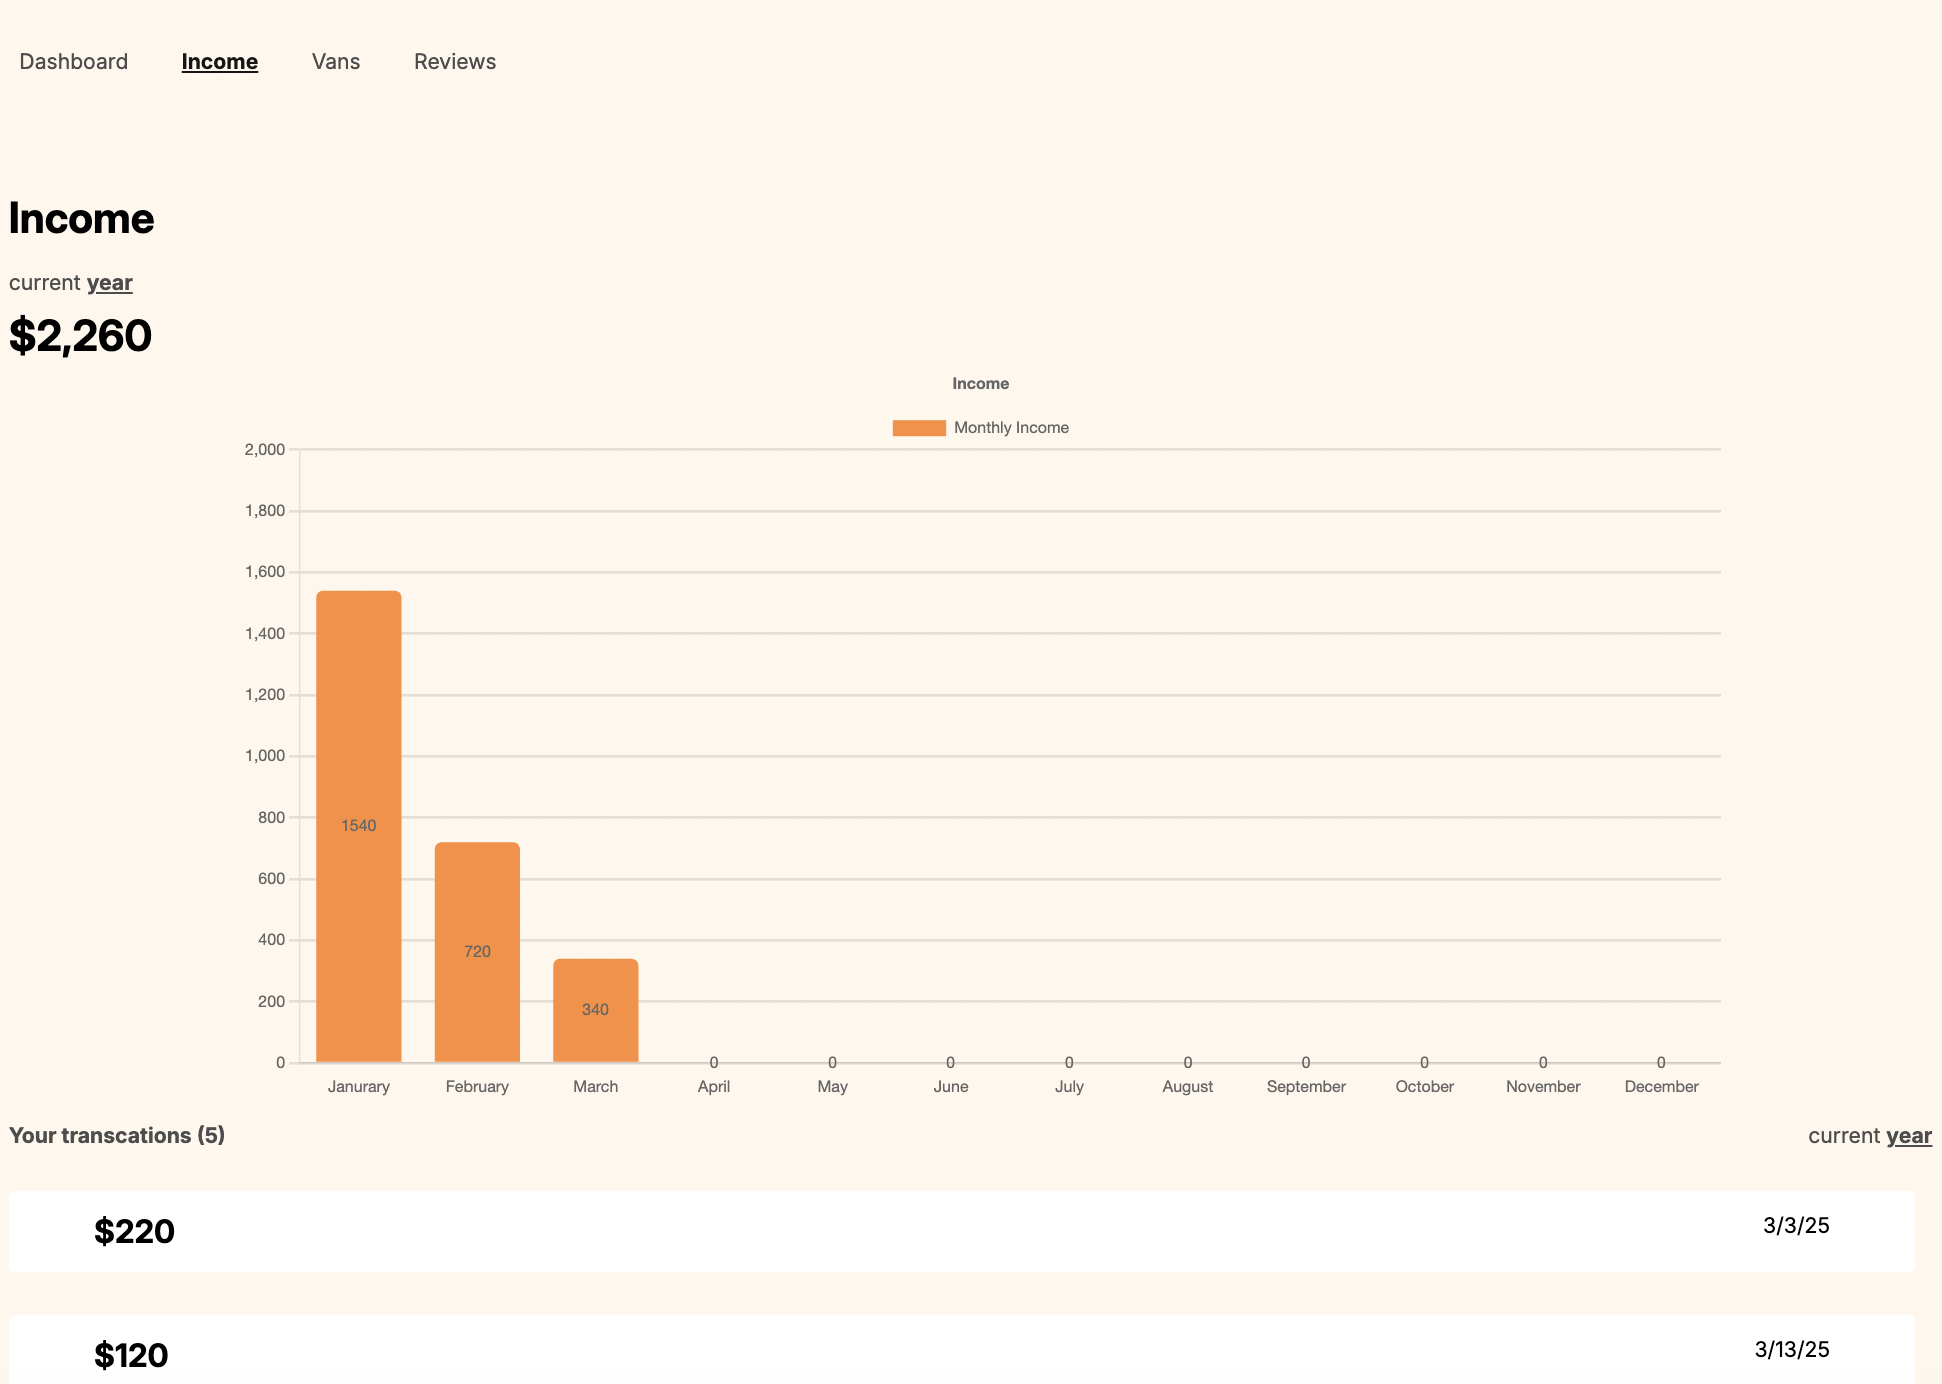 Dashboard Income Vans Reviews
Income
current year
$2,260
Income
Monthly Income
2,000
1,800
1,600
1,400
1,200
1,000
800
600
400
200
0
1540
720
340
0 0 0 0 0 0 0 0 0
Janurary February March April May June July August September October November December
Your transcations (5) current year
$220 3/3/25
$120 3/13/25